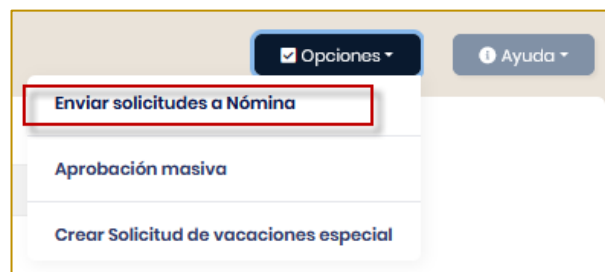 Opciones
Ayuda
Enviar solicitudes a Nómina
Aprobación masiva
Crear Solicitud de vacaciones especial